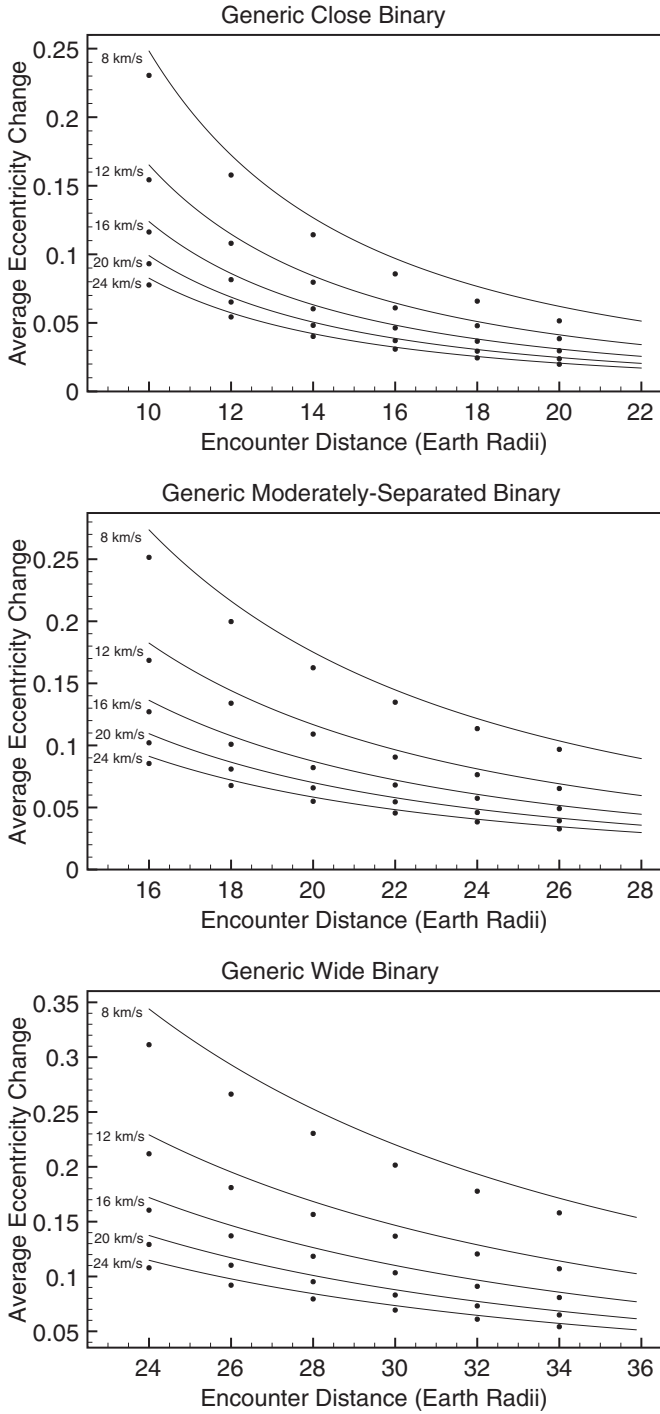 Generic Close Binary
Average Eccentricity Change
0.25
0.2
0.15
0.1
0.05
0
8 km/s
12 km/s
16 km/s
20 km/s
24 km/s
10 12 14 16 18 20 22
Encounter Distance (Earth Radii)
Generic Moderately-Separated Binary
Average Eccentricity Change
0.25
0.2
0.15
0.1
0.05
0
8 km/s
12 km/s
16 km/s
20 km/s
24 km/s
16 18 20 22 24 26 28
Encounter Distance (Earth Radii)
Generic Wide Binary
Average Eccentricity Change
0.35
0.3
0.25
0.2
0.15
0.1
0.05
8 km/s
12 km/s
16 km/s
20 km/s
24 km/s
24 26 28 30 32 34 36
Encounter Distance (Earth Radii)